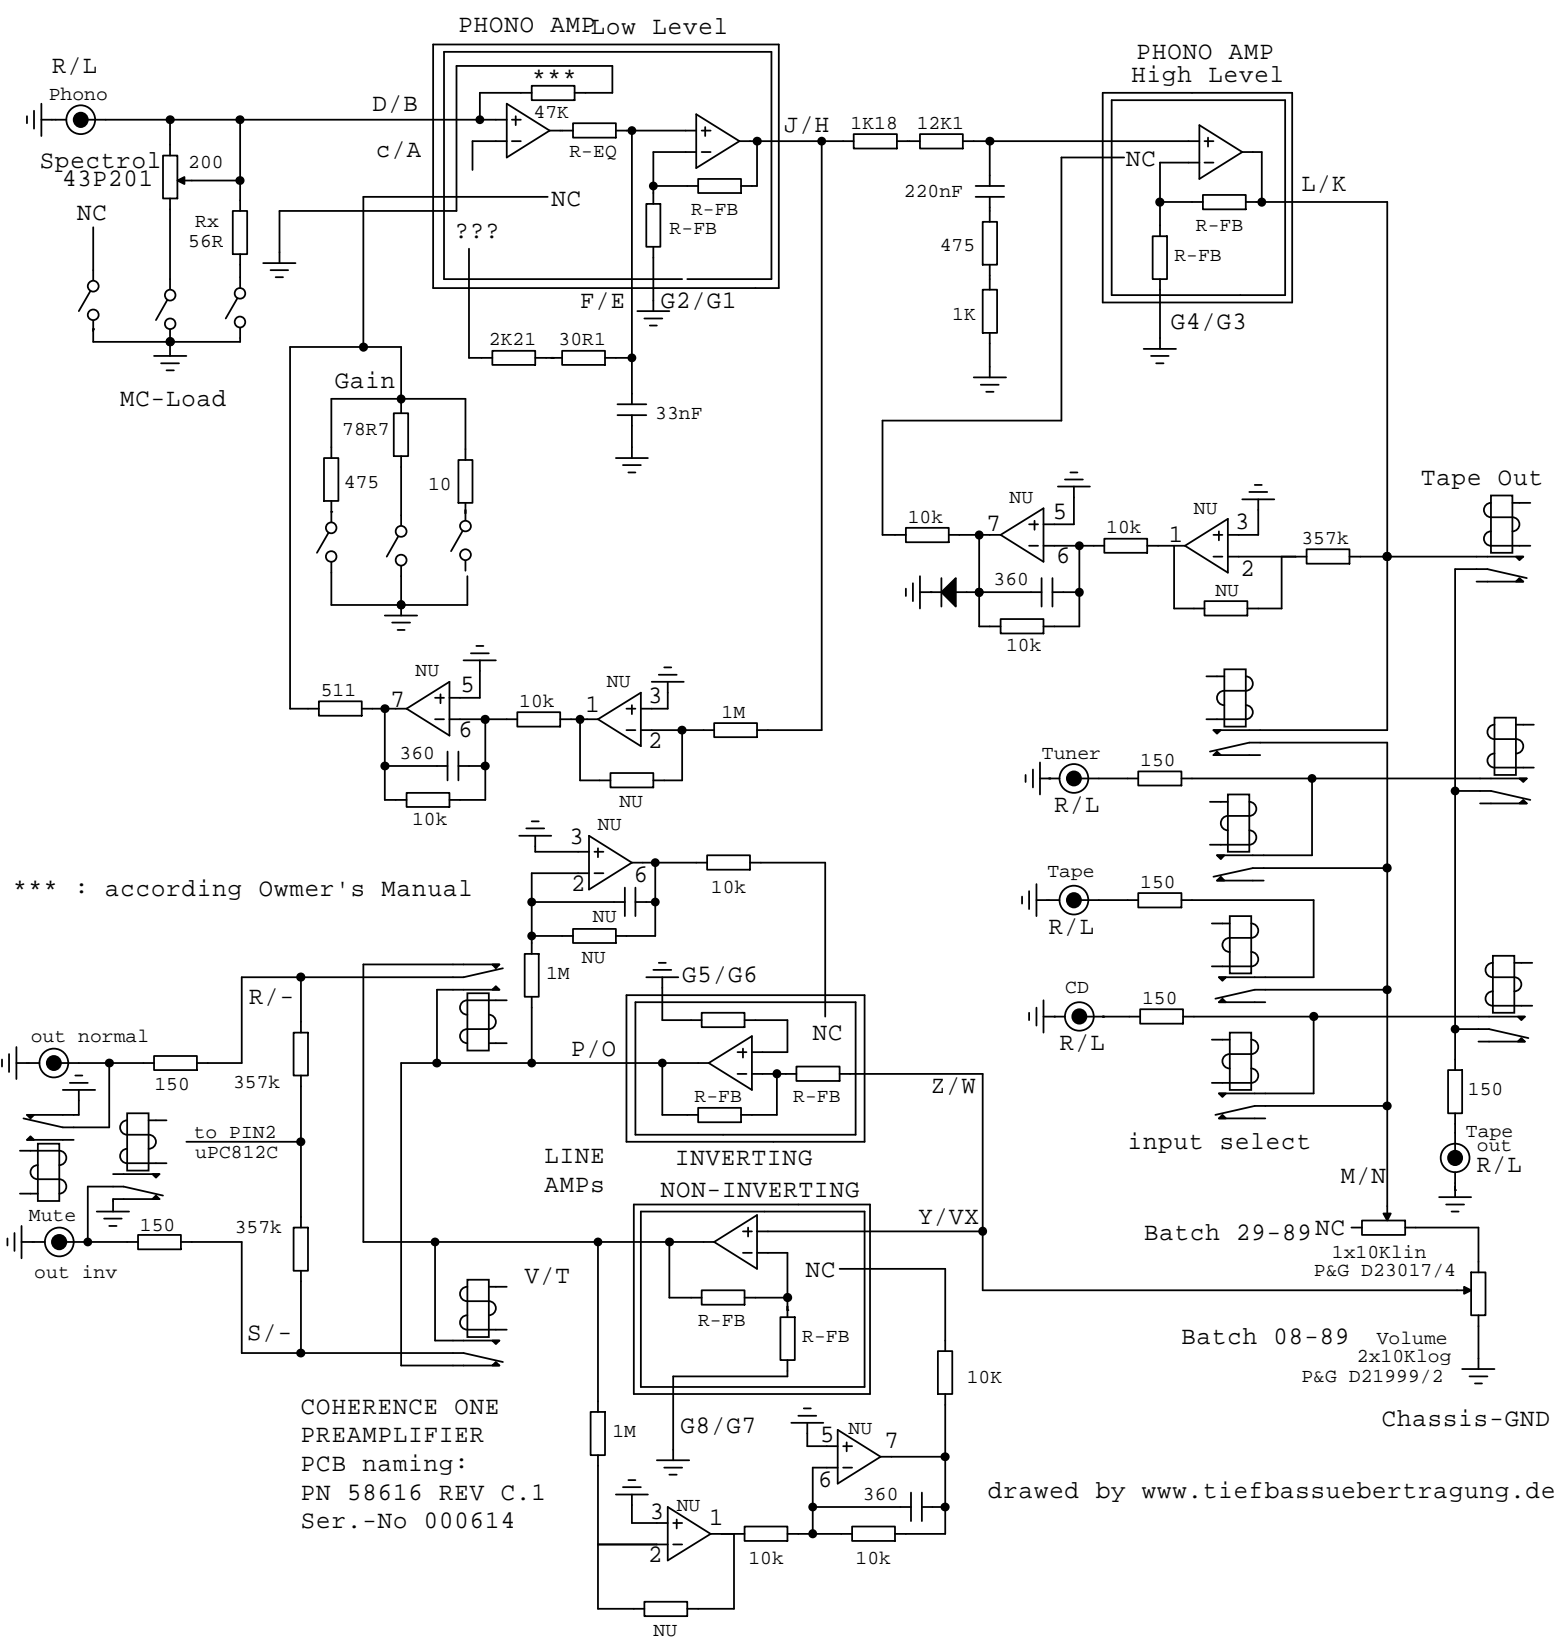 PHONO AMP
Low Level
PHONO AMP
High Level
R/L
Phono
D/B
***
47K
c/A
R-EQ
J/H
1K18
12K1
NC
Spectrol
43P201
200
NC
Rx
56R
NC
???
R-FB
R-FB
220nF
475
1K
L/K
R-FB
R-FB
F/E
G2/G1
G4/G3
2K21
30R1
33nF
MC-Load
Gain
78R7
475
10
Tape Out
10k
NU
7
5
6
10k
NU
1
3
2
357k
360
10k
NU
511
NU
7
5
6
10k
NU
1
3
2
1M
360
10k
NU
Tuner
R/L
150
Tape
R/L
150
CD
R/L
150
input select
150
Tape
out
R/L
NU
3
2
6
10k
NU
NU
1M
*** : according Owmer's Manual
R/-
out normal
150
357k
to PIN2
uPC812C
Mute
150
357k
out inv
S/-
G5/G6
NC
P/O
R-FB
R-FB
Z/W
LINE
AMPs
INVERTING
NON-INVERTING
Y/VX
NC
V/T
R-FB
R-FB
G8/G7
1M
10K
M/N
Batch 29-89
NC
1x10Klin
P&G D23017/4
Batch 08-89
Volume
2x10Klog
P&G D21999/2
Chassis-GND
COHERENCE ONE
PREAMPLIFIER
PCB naming:
PN 58616 REV C.1
Ser.-No 000614
5
NU
7
6
360
3
NU
1
2
10k
10k
NU
drawed by www.tiefbassuebertragung.de